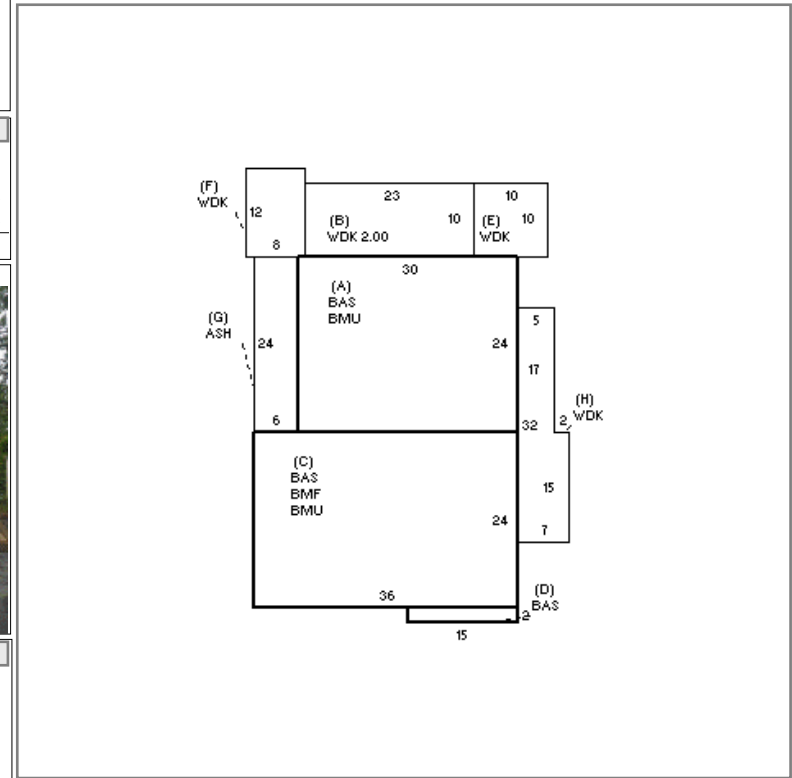 (F)
WDK
12
8
23
(B)
WDK 2.00
10
10
(E)
WDK
10
30
(A)
BAS
BMU
(G)
ASH
24
6
24
5
17
32
2
(H)
WDK
(C)
BAS
BMF
BMU
24
15
7
36
(D)
BAS
2
15